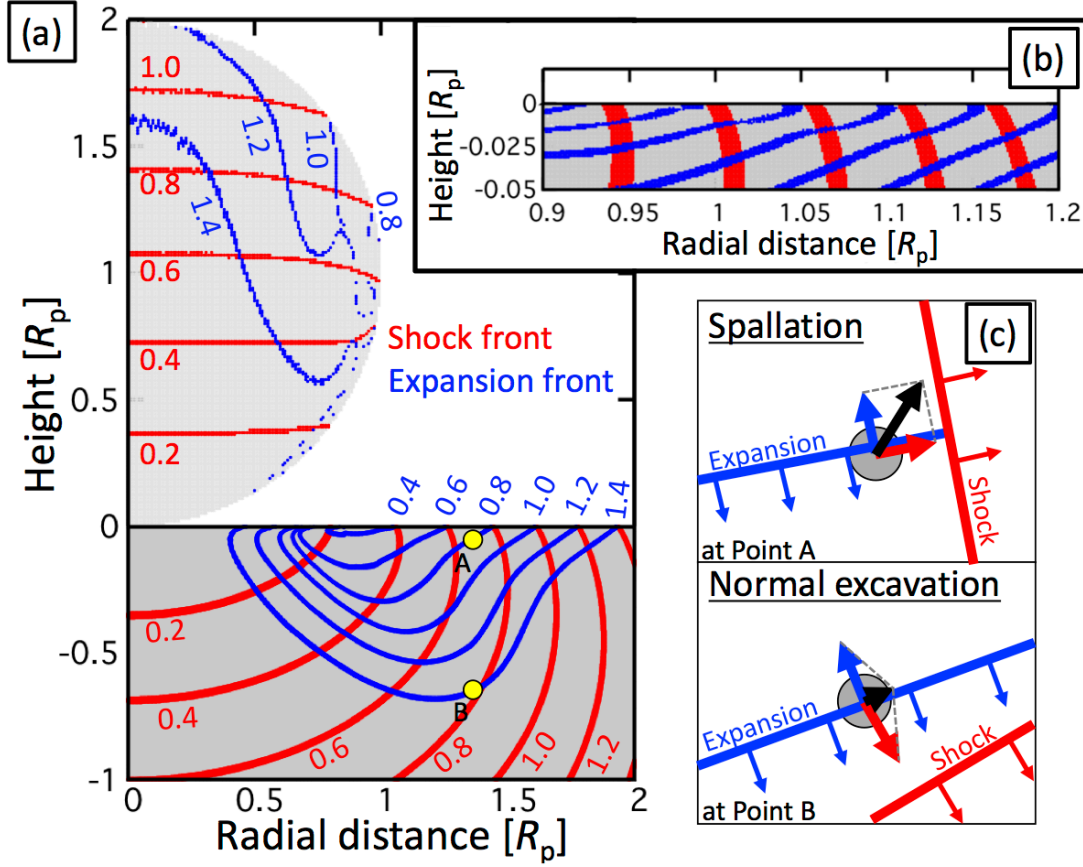 (a)
2
1.5
1
0.5
0
-0.5
-1
Height [Rp]
0
0.5
1
1.5
2
Radial distance [Rp]
1.0
0.8
0.6
0.4
0.2
1.2
1.0
0.8
1.4
Shock front
Expansion front
0.4
0.6
0.8
1.0
1.2
1.4
A
B
0.2
0.4
0.6
0.8
1.0
1.2
(b)
0
-0.025
-0.05
Height [Rp]
0.9
0.95
1
1.05
1.1
1.15
1.2
Radial distance [Rp]
(c)
Spallation
Expansion
Shock
at Point A
Normal excavation
Expansion
Shock
at Point B